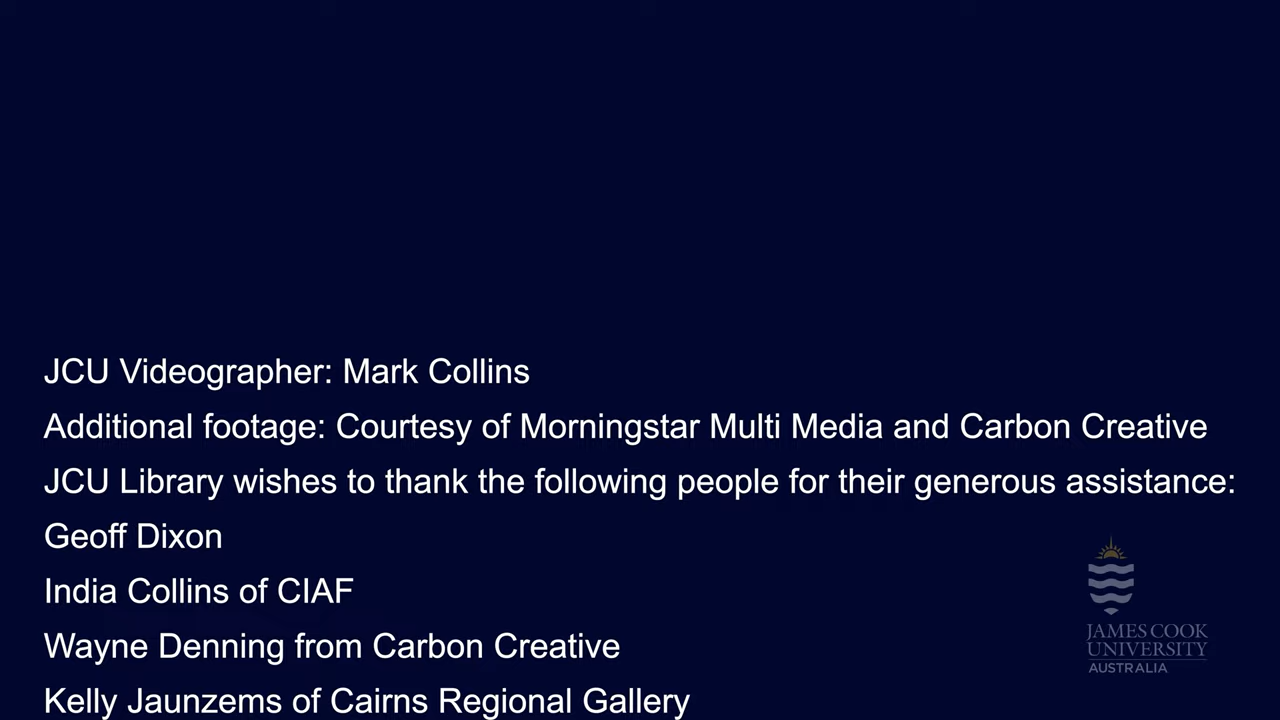 JCU Videographer: Mark Collins
Additional footage: Courtesy of Morningstar Multi Media and Carbon Creative
JCU Library wishes to thank the following people for their generous assistance:
Geoff Dixon
India Collins of CIAF
Wayne Denning from Carbon Creative
Kelly Jaunzems of Cairns Regional Gallery
JAMES COOK
UNIVERSITY
AUSTRALIA